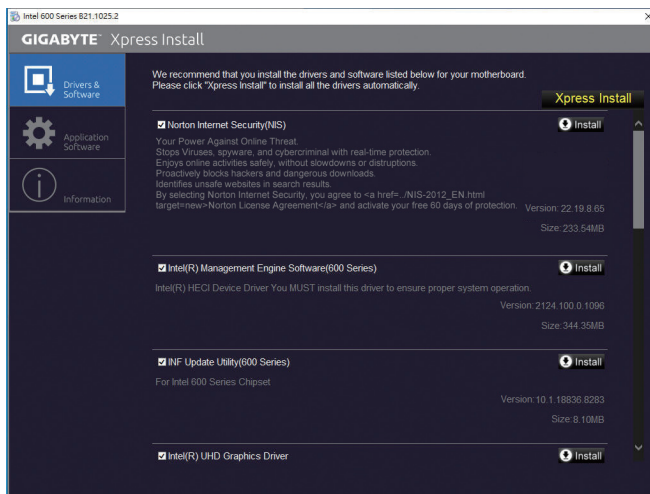 Intel 600 Series B21.1025.2
GIGABYTE™ Xpress Install
Drivers &
Software
Application
Software
Information
We recommend that you install the drivers and software listed below for your motherboard.
Please click "Xpress Install" to install all the drivers automatically.
Xpress Install
Norton Internet Security(NIS)
Install
Your Power Against Online Threat.
Stops Viruses, spyware, and cybercriminal with real-time protection.
Enjoys online activities safely, without slowdowns or distruptions.
Proactively blocks hackers and dangerous downloads.
Identifies unsafe websites in search results.
By selecting Norton Internet Security, you agree to <a href=../NIS-2012_EN.html
target=new>Norton License Agreement</a> and activate your free 60 days of protection.
Version: 22.19.8.65
Size:233.54MB
Intel(R) Management Engine Software(600 Series)
Install
Intel(R) HECI Device Driver You MUST install this driver to ensure proper system operation.
Version:2124.100.0.1096
Size:344.35MB
INF Update Utility(600 Series)
Install
For Intel 600 Series Chipset
Version:10.1.18836.8283
Size:8.10MB
Intel(R) UHD Graphics Driver
Install